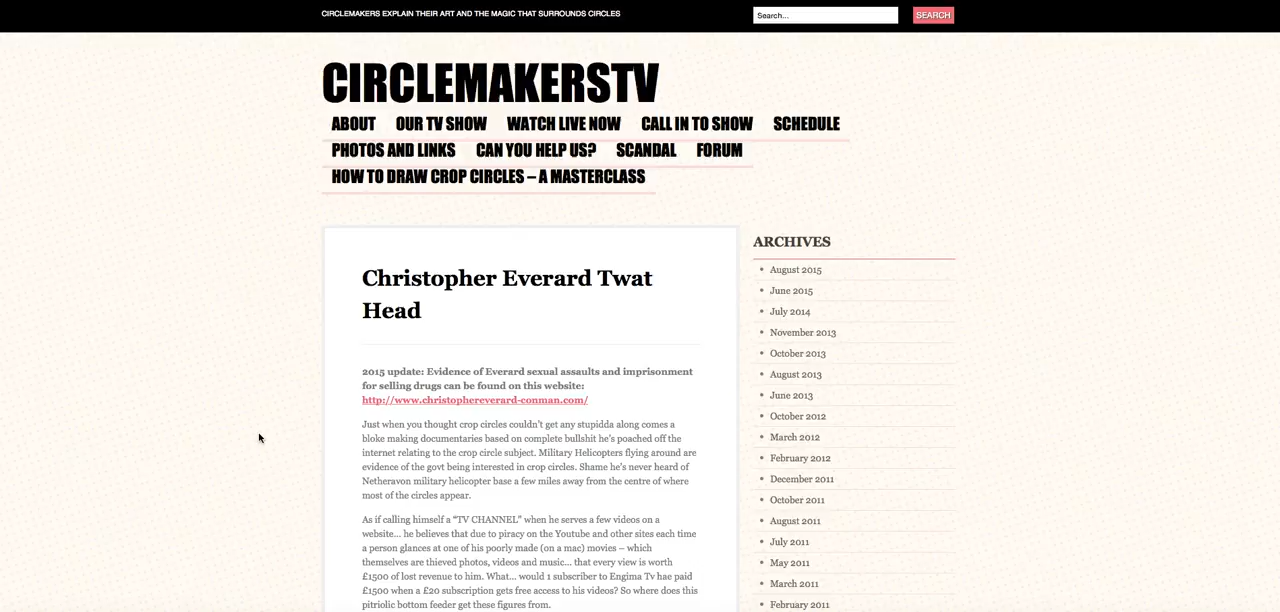 CIRCLEMAKERS EXPLAIN THEIR ART AND THE MAGIC THAT SURROUNDS CIRCLES
Search...
SEARCH
CIRCLEMAKERSTV
ABOUT OUR TV SHOW WATCH LIVE NOW CALL IN TO SHOW SCHEDULE
PHOTOS AND LINKS CAN YOU HELP US? SCANDAL FORUM
HOW TO DRAW CROP CIRCLES – A MASTERCLASS
Christopher Everard Twat
Head
2015 update: Evidence of Everard sexual assaults and imprisonment
for selling drugs can be found on this website:
http://www.christophereverard-conman.com/
Just when you thought crop circles couldn't get any stupidda along comes a
bloke making documentaries based on complete bullshit he's poached off the
internet relating to the crop circle subject. Military Helicopters flying around are
evidence of the govt being interested in crop circles. Shame he's never heard of
Netheravon military helicopter base a few miles away from the centre of where
most of the circles appear.
As if calling himself a "TV CHANNEL" when he serves a few videos on a
website... he believes that due to piracy on the Youtube and other sites each time
a person glances at one of his poorly made (on a mac) movies – which
themselves are thieved photos, videos and music... that every view is worth
£1500 of lost revenue to him. What... would 1 subscriber to Engima Tv hae paid
£1500 when a £20 subscription gets free access to his videos? So where does this
pitriolic bottom feeder get these figures from.
ARCHIVES
August 2015
June 2015
July 2014
November 2013
October 2013
August 2013
June 2013
October 2012
March 2012
February 2012
December 2011
October 2011
August 2011
July 2011
May 2011
March 2011
February 2011